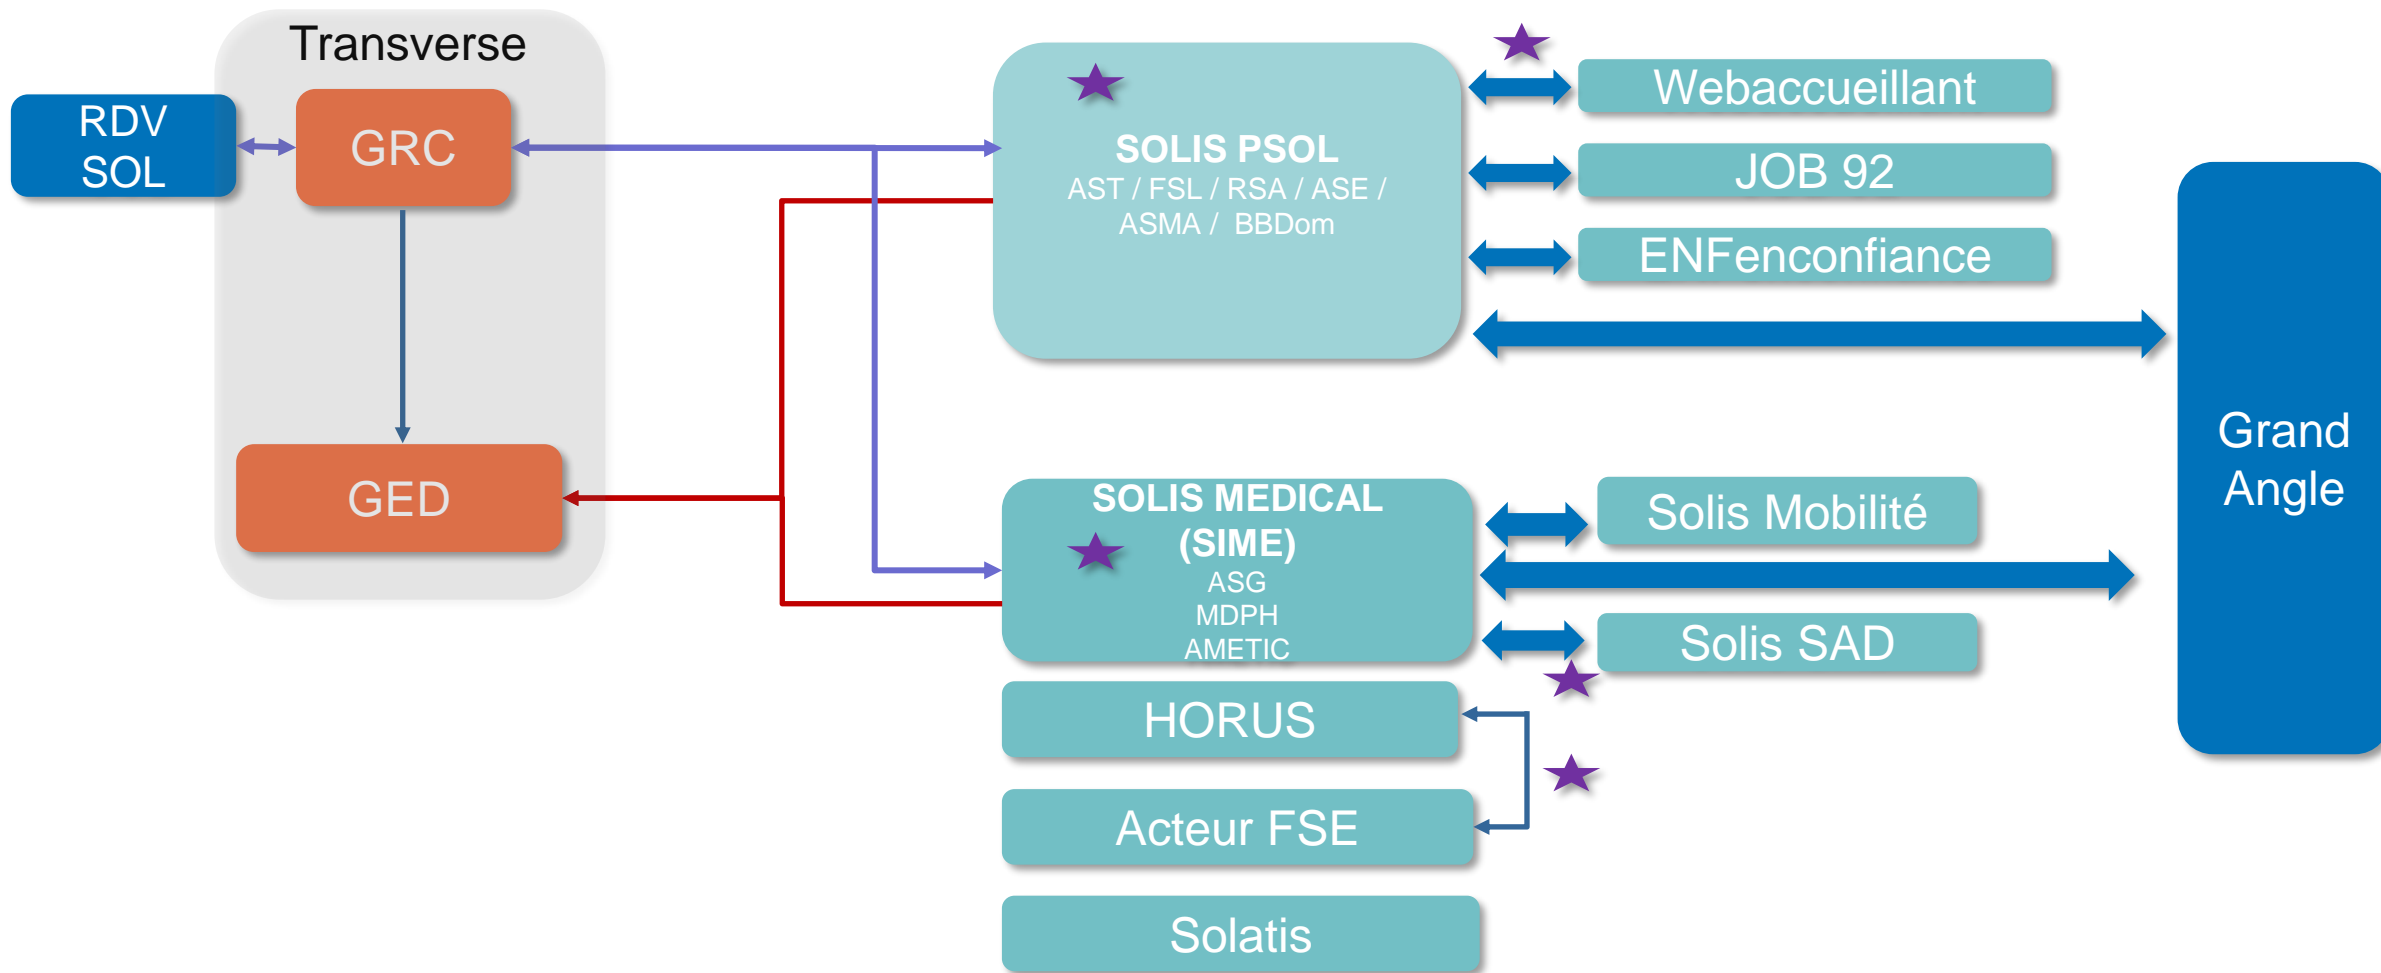 Transverse
RDV
SOL
GRC
GED
SOLIS PSOL
AST / FSL / RSA / ASE /
ASMA / BBDom
Webaccueillant
JOB 92
ENFenconfiance
SOLIS MEDICAL
(SIME)
ASG
MDPH
AMETIC
Solis Mobilité
Solis SAD
Grand
Angle
HORUS
Acteur FSE
Solatis